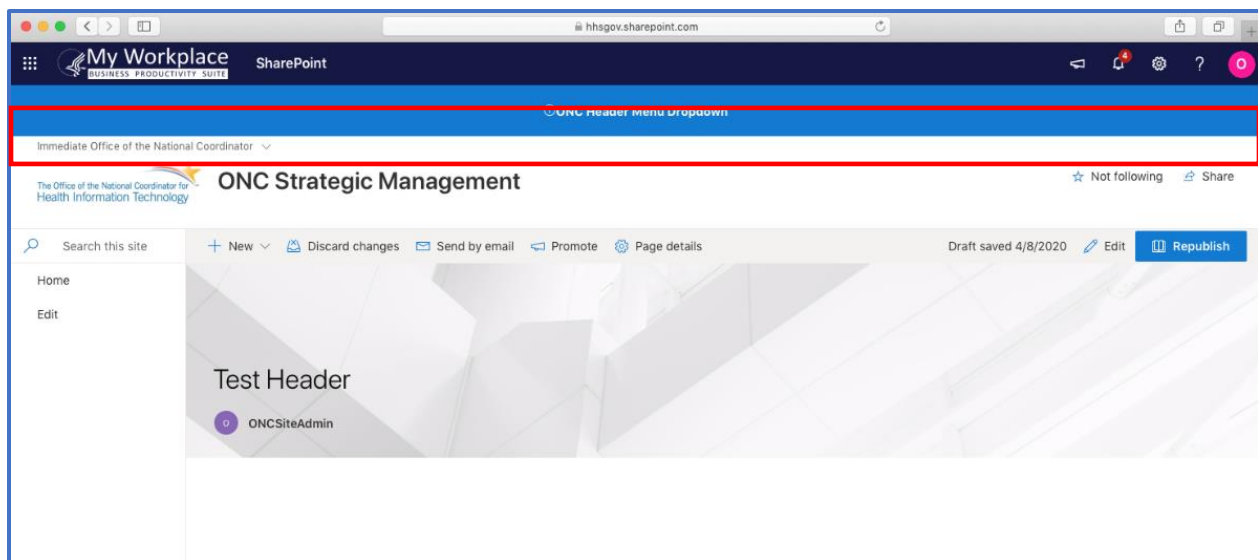 hhsgov.sharepoint.com
My Workplace
BUSINESS PRODUCTIVITY SUITE
SharePoint
4
?
O
ONC Header Menu Dropdown
Immediate Office of the National Coordinator
The Office of the National Coordinator for
Health Information Technology
ONC Strategic Management
Not following
Share
Search this site
New
Discard changes
Send by email
Promote
Page details
Draft saved 4/8/2020
Edit
Republish
Home
Edit
Test Header
O
ONCSiteAdmin